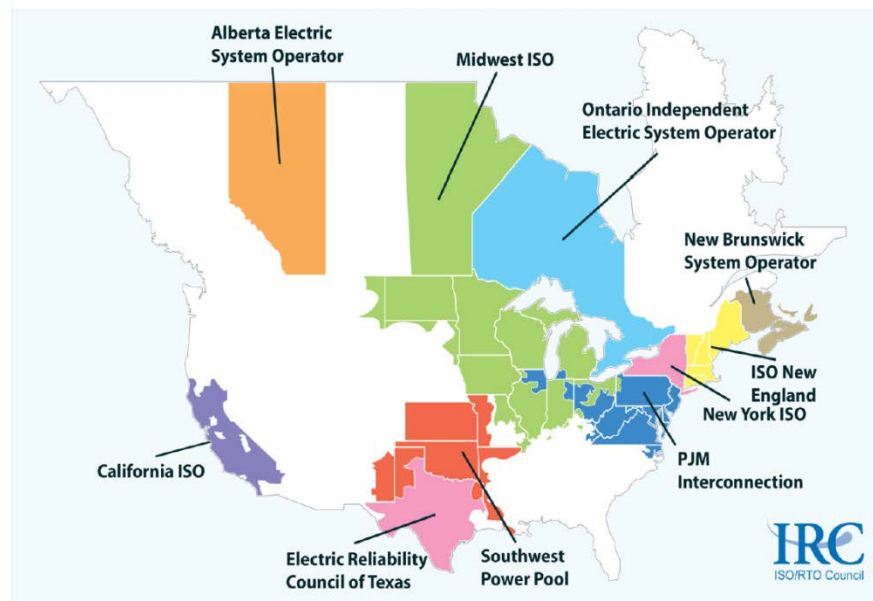 Alberta Electric
System Operator
Midwest ISO
Ontario Independent
Electric System Operator
New Brunswick
System Operator
ISO New
England
New York ISO
PJM
Interconnection
California ISO
Electric Reliability
Council of Texas
Southwest
Power Pool
IRC
ISO/RTO Council